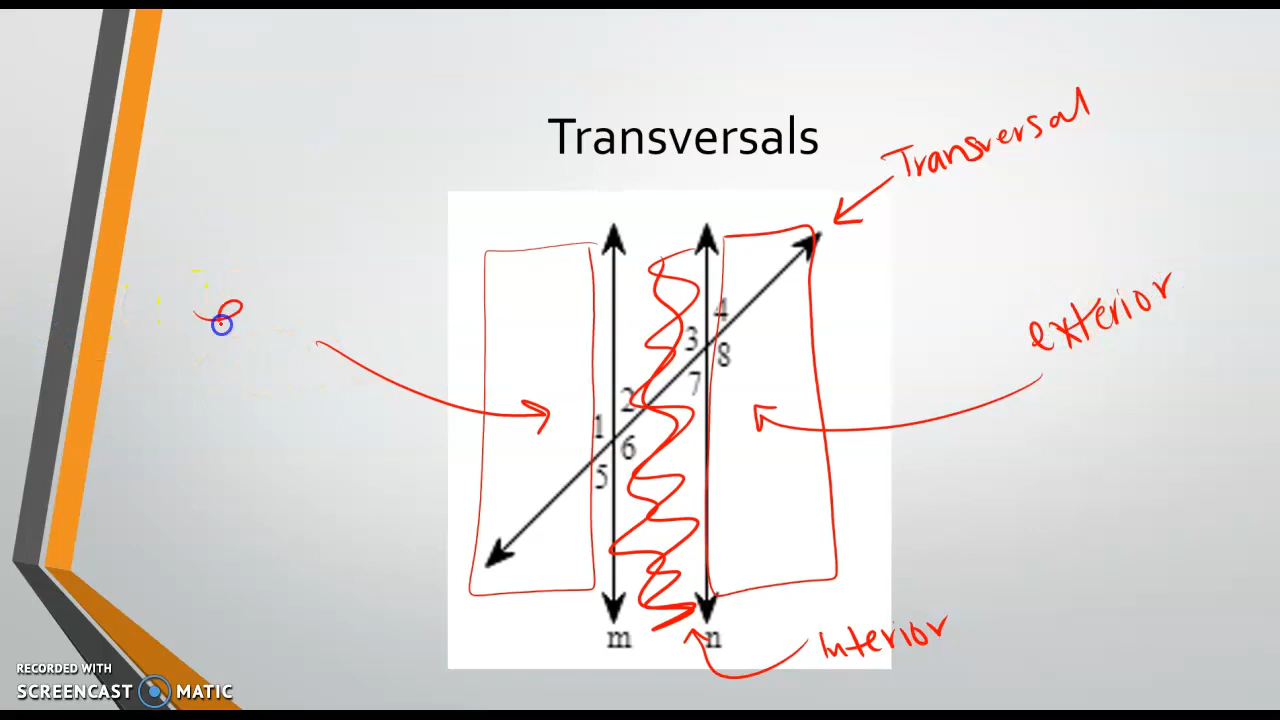 Transversals
Transversal
exterior
4
3
8
7
2
1
6
5
m
n
Interior
RECORDED WITH
SCREENCAST MATIC